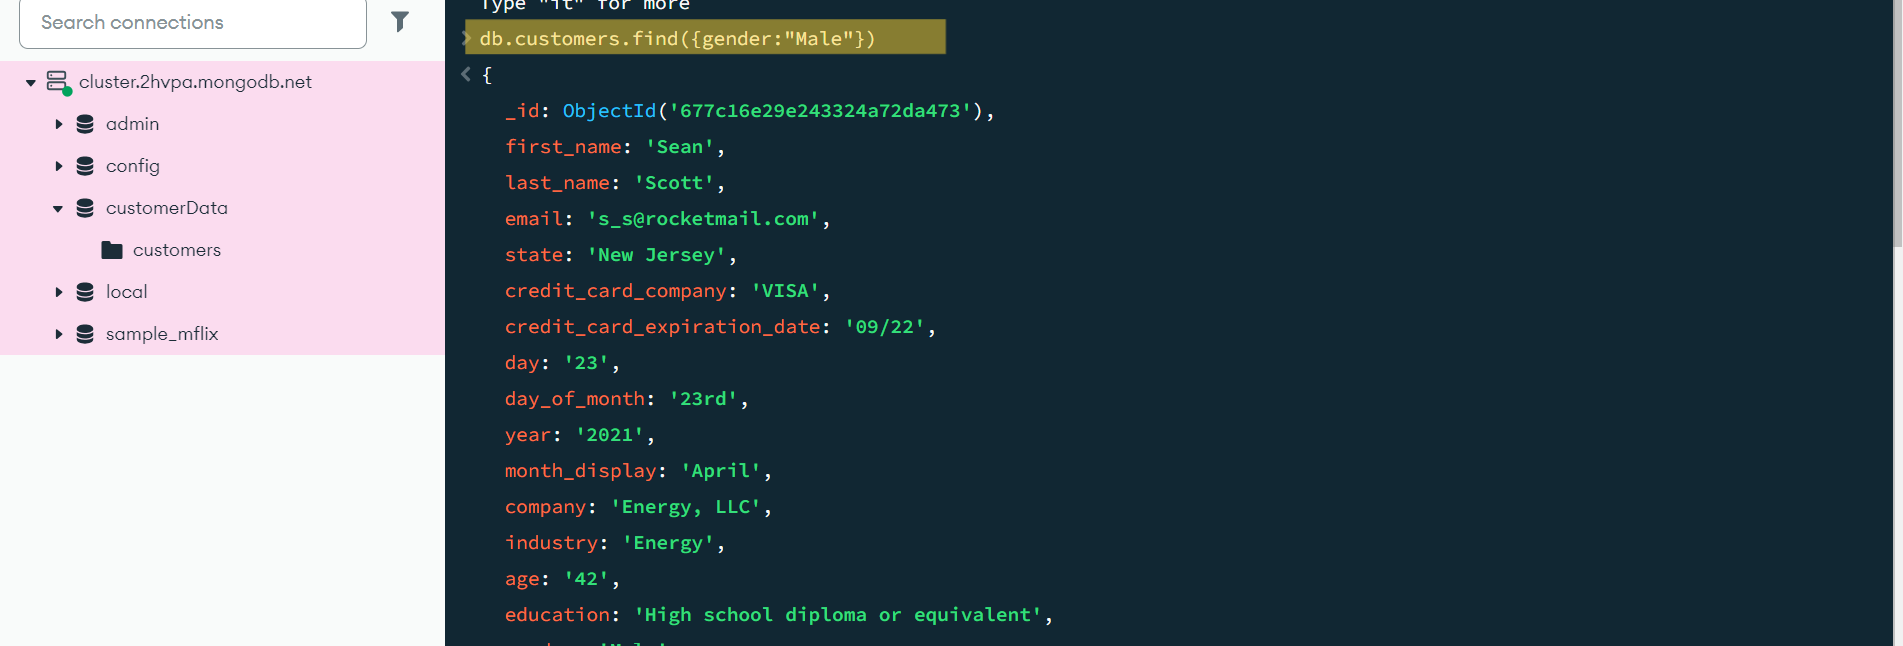 Search connections
cluster.2hvpa.mongodb.net
admin
config
customerData
customers
local
sample_mflix
Type "it" for more
> db.customers.find({gender:"Male"})
< {
_id: ObjectId('677c16e29e243324a72da473'),
first_name: 'Sean',
last_name: 'Scott',
email: 's_s@rocketmail.com',
state: 'New Jersey',
credit_card_company: 'VISA',
credit_card_expiration_date: '09/22',
day: '23',
day_of_month: '23rd',
year: '2021',
month_display: 'April',
company: 'Energy, LLC',
industry: 'Energy',
age: '42',
education: 'High school diploma or equivalent',